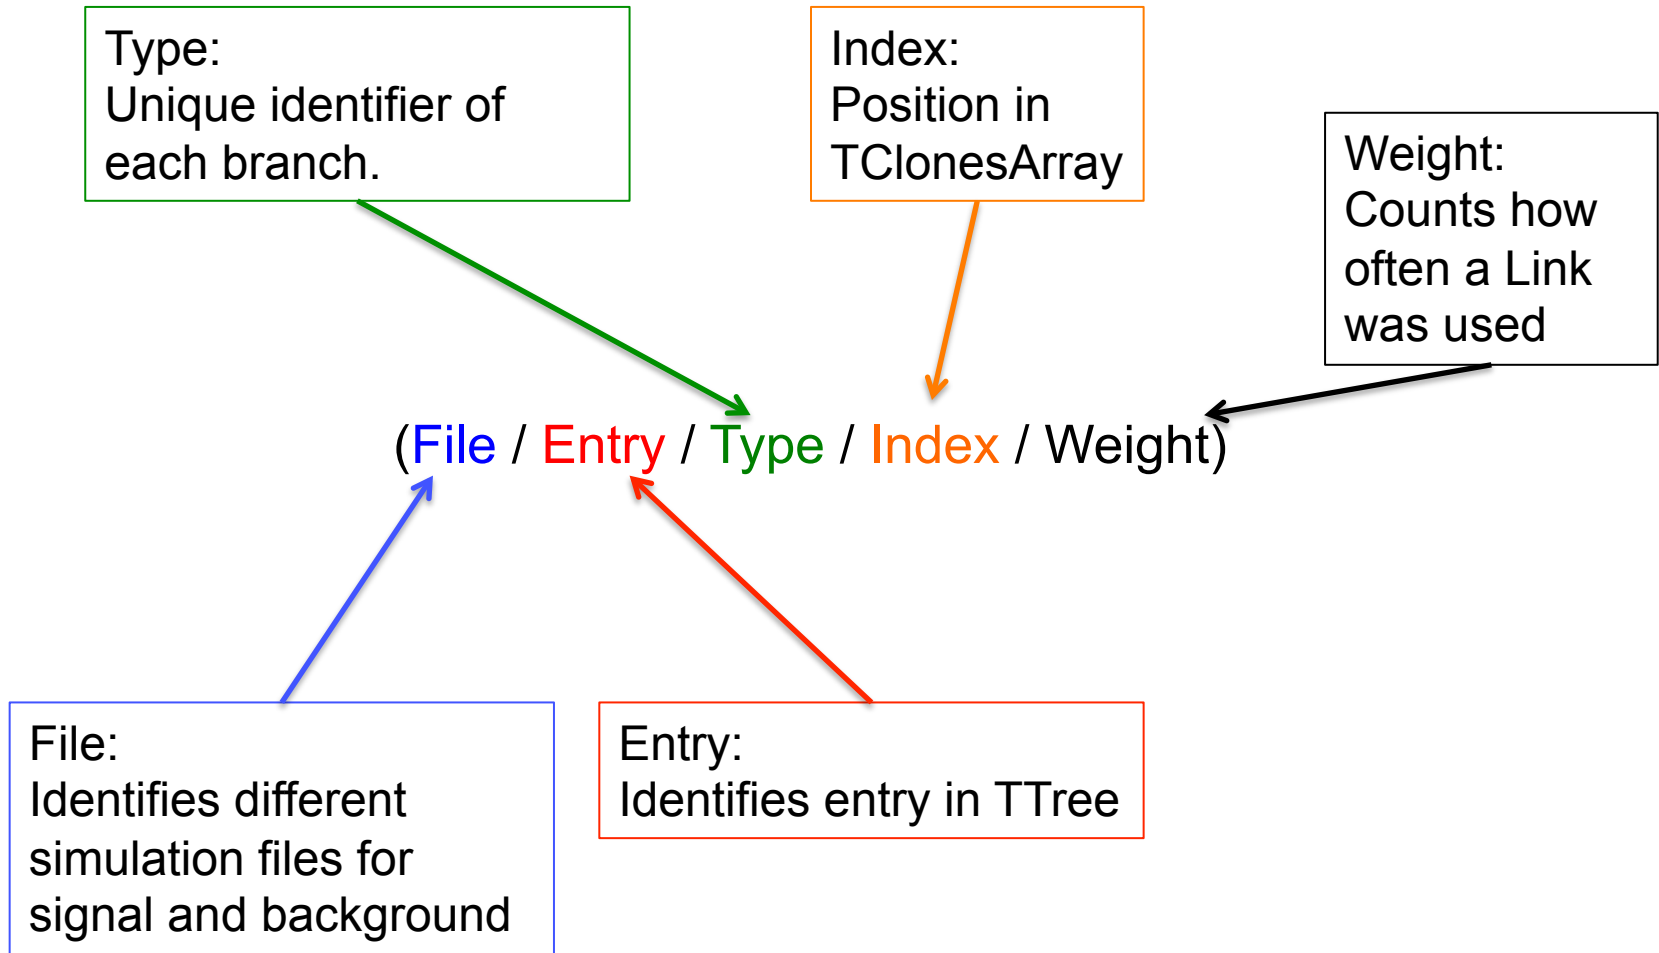 Type:
Unique identifier of
each branch.
Index:
Position in
TClonesArray
Weight:
Counts how
often a Link
was used
(File / Entry / Type / Index / Weight)
File:
Identifies different
simulation files for
signal and background
Entry:
Identifies entry in TTree